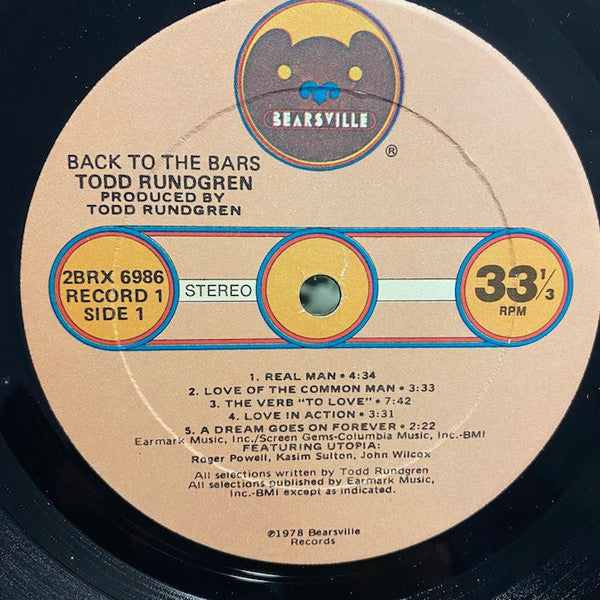 BEARSVILLE
®
BACK TO THE BARS
TODD RUNDGREN
PRODUCED BY
TODD RUNDGREN
2BRX 6986
RECORD 1
SIDE 1
STEREO
33 1/3
RPM
1. REAL MAN • 4:34
2. LOVE OF THE COMMON MAN • 3:33
3. THE VERB "TO LOVE" • 7:42
4. LOVE IN ACTION • 3:31
5. A DREAM GOES ON FOREVER • 2:22
Earmark Music, Inc./Screen Gems-Columbia Music, Inc.-BMI
FEATURING UTOPIA:
Roger Powell, Kasim Sulton, John Wilcox
All selections written by Todd Rundgren
All selections published by Earmark Music,
Inc.-BMI except as indicated.
℗1978 Bearsville
Records